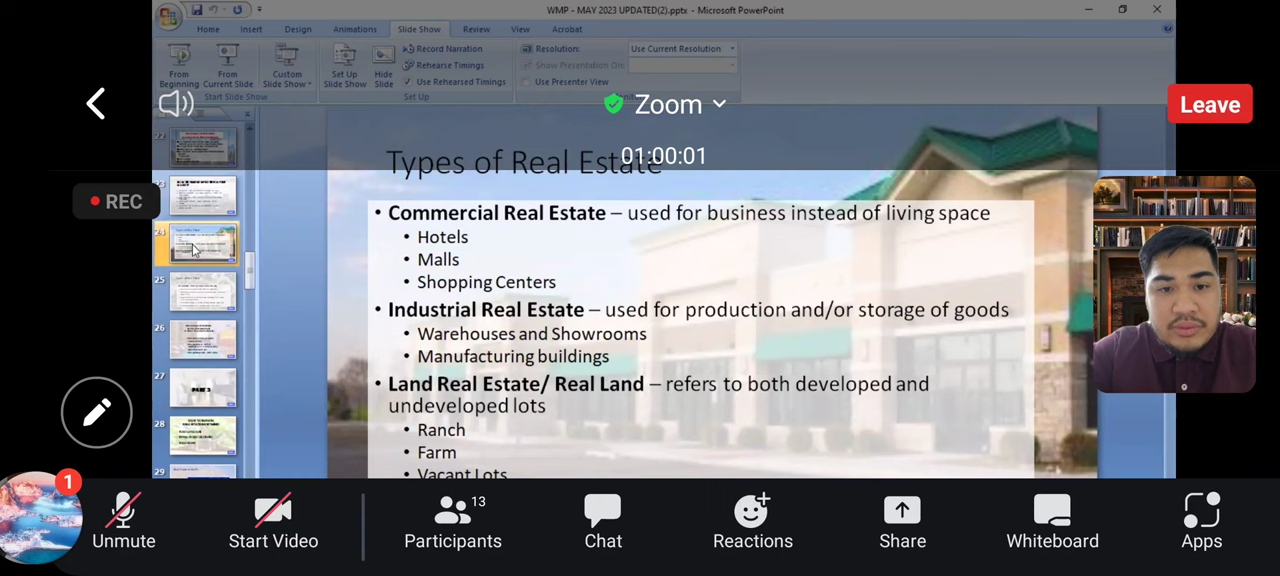 WMP - MAY 2023 UPDATED(2).pptx - Microsoft PowerPoint
Home Insert Design Animations Slide Show Review View Acrobat
From Beginning
From Current Slide
Custom Slide Show
Set Up Slide Show
Hide Slide
Record Narration
Rehearse Timings
Use Rehearsed Timings
Resolution:
Use Current Resolution
Show Presentation On:
Use Presenter View
Start Slide Show
Set Up
Zoom
Leave
01:00:01
REC
Types of Real Estate
• Commercial Real Estate – used for business instead of living space
• Hotels
• Malls
• Shopping Centers
• Industrial Real Estate – used for production and/or storage of goods
• Warehouses and Showrooms
• Manufacturing buildings
• Land Real Estate/ Real Land – refers to both developed and
undeveloped lots
• Ranch
• Farm
• Vacant Lots
22
24
25
26
27
PART 3
28
29
1
Unmute
Start Video
Participants
13
Chat
Reactions
Share
Whiteboard
Apps